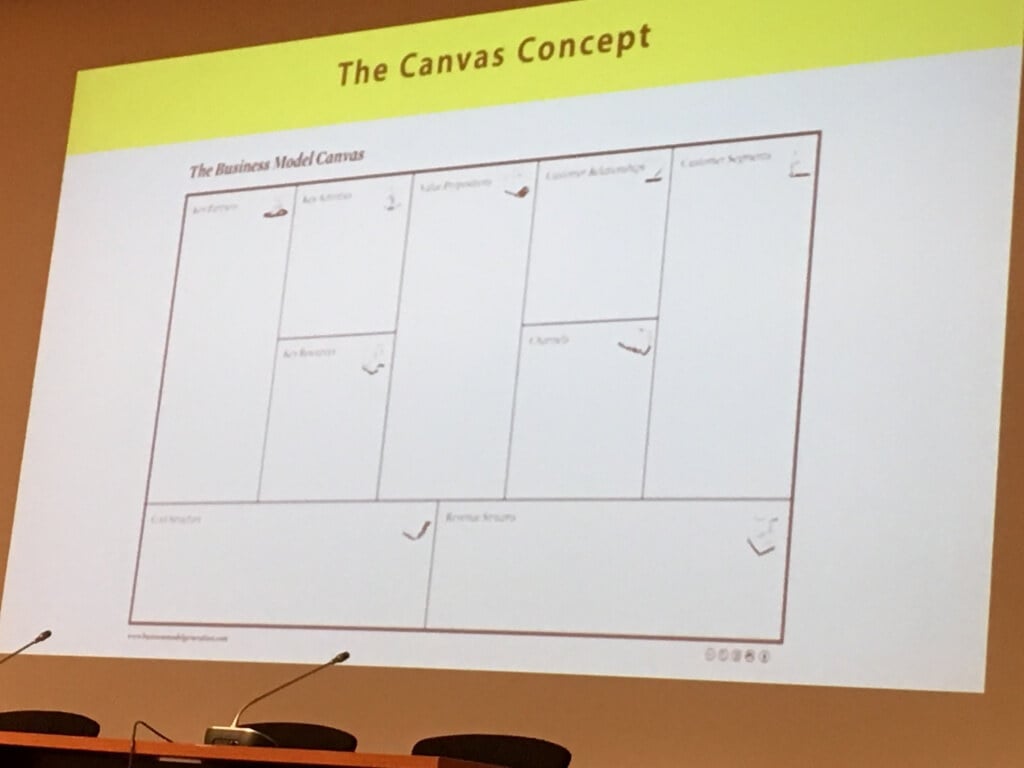 The Canvas Concept
The Business Model Canvas
Key Partners
Key Activities
Value Propositions
Customer Relationships
Customer Segments
Key Resources
Channels
Cost Structure
Revenue Streams
www.businessmodelgeneration.com